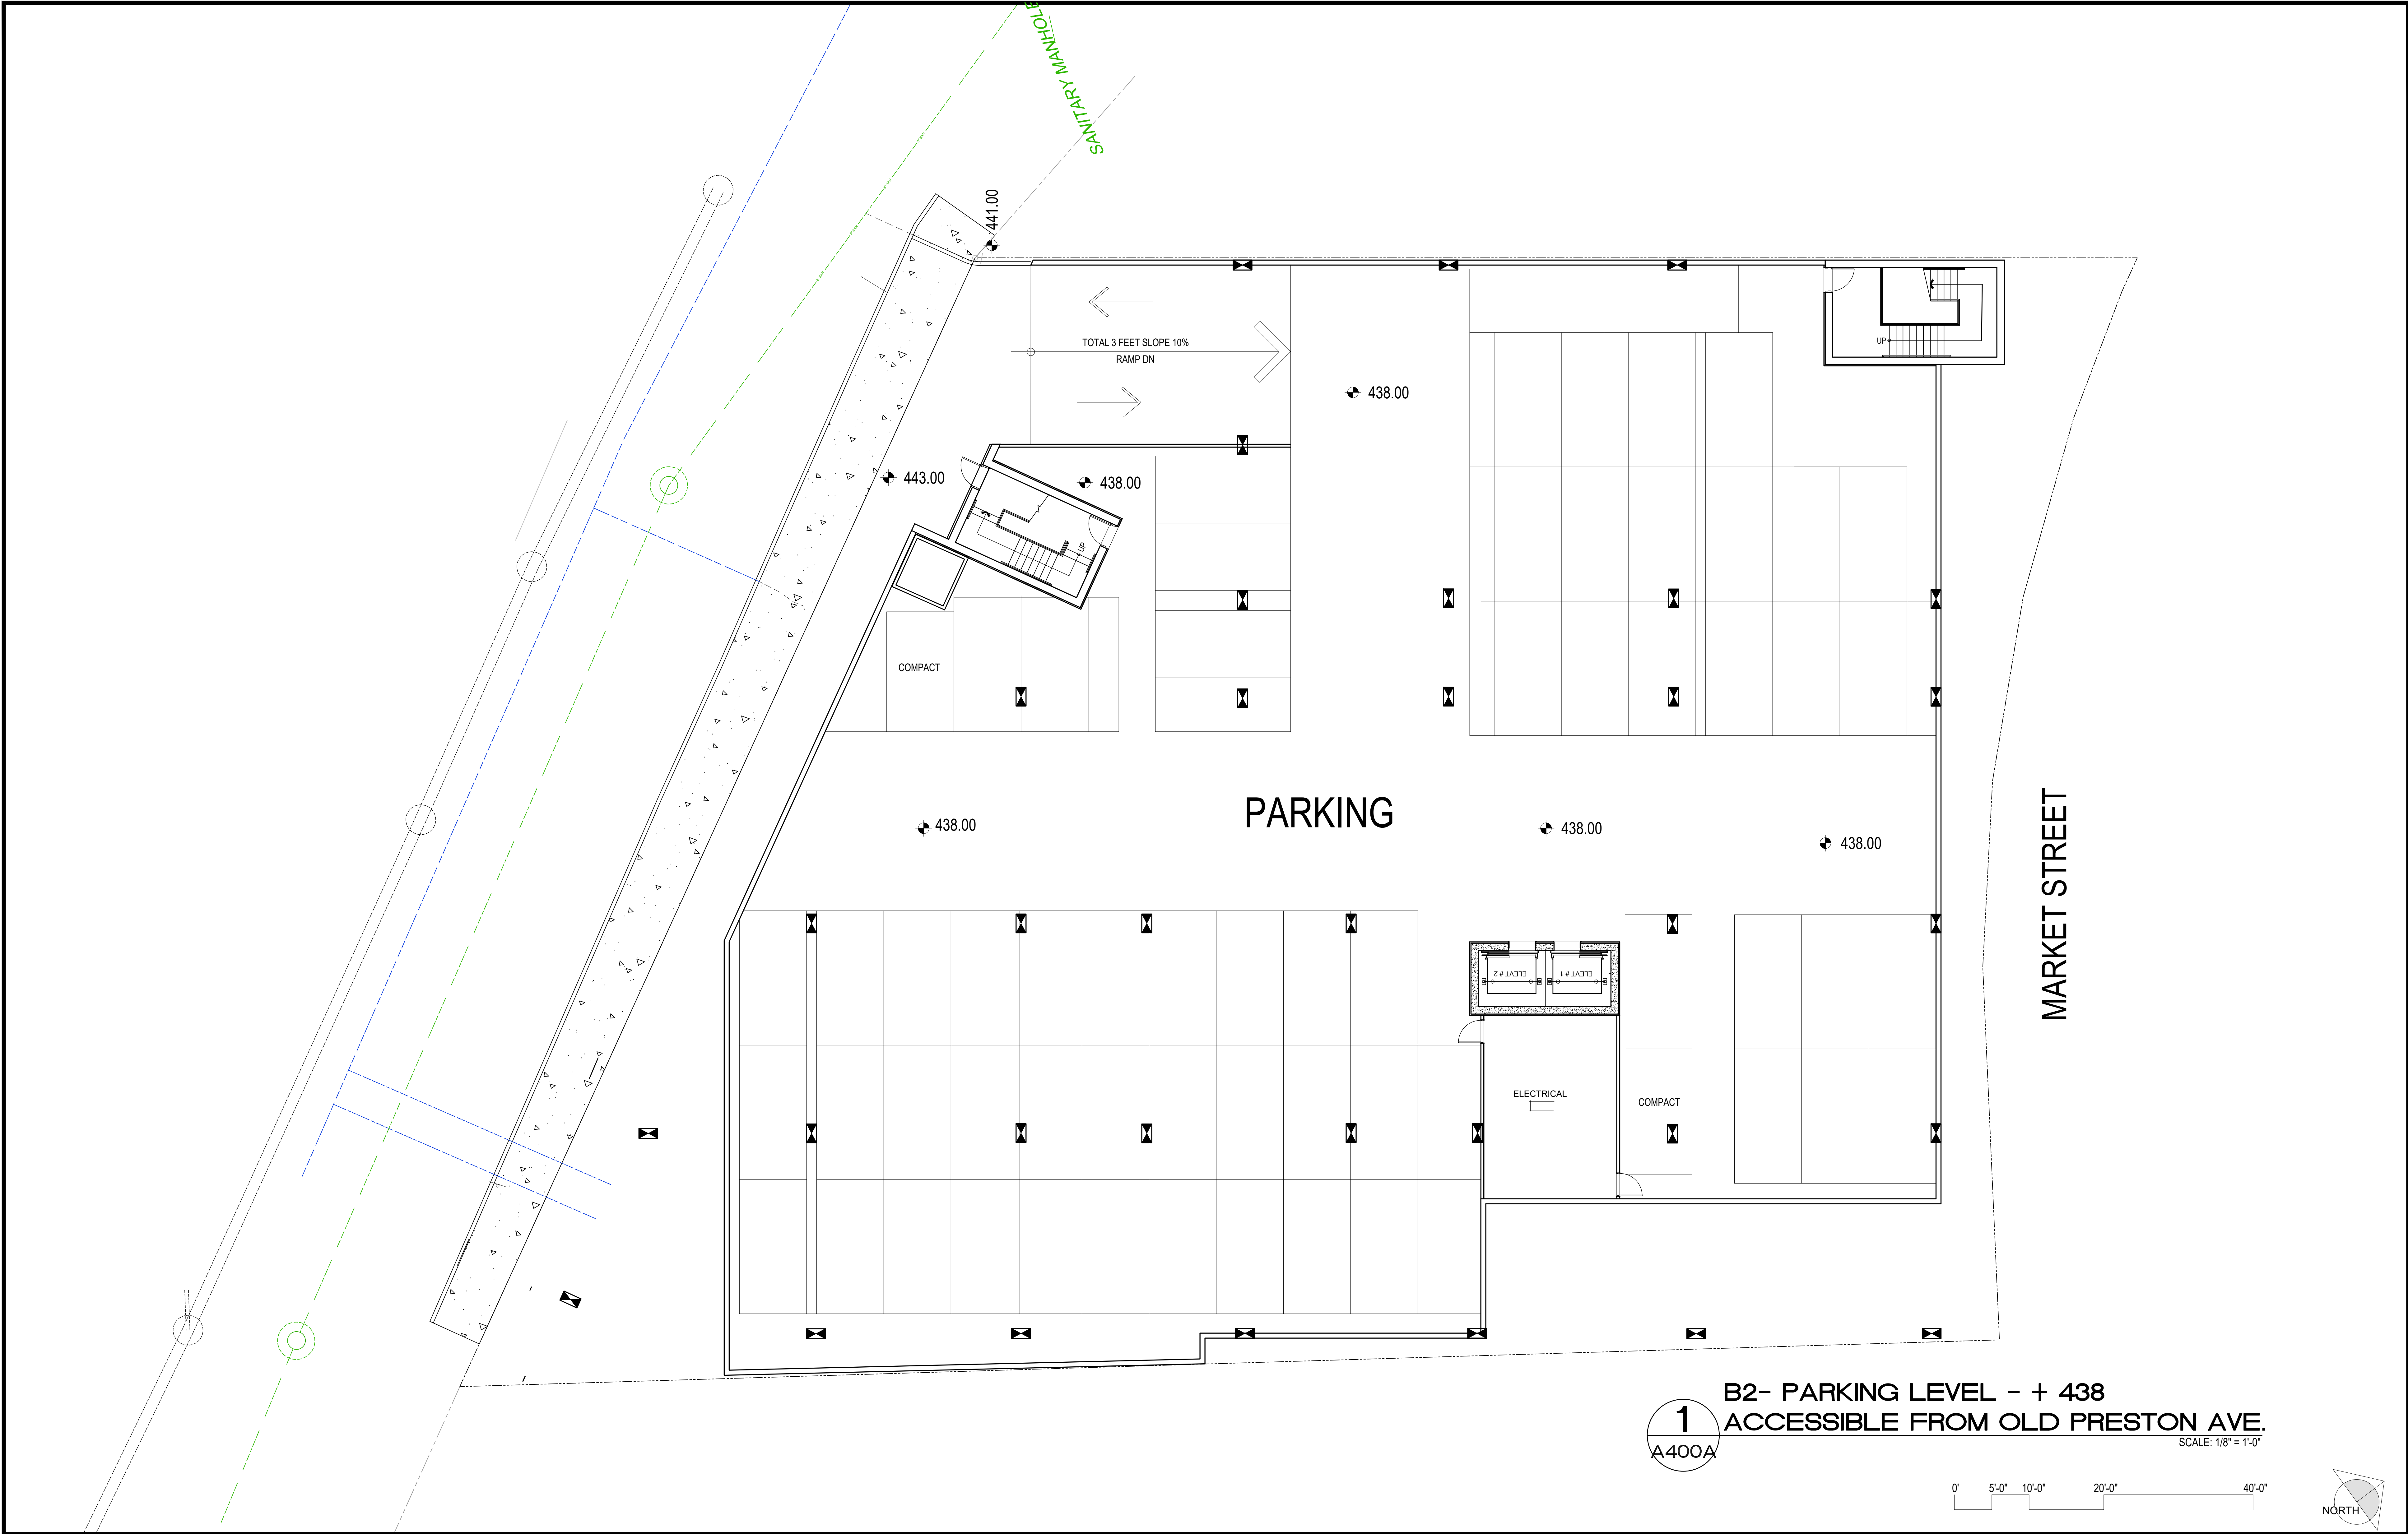 SANITARY MANHOLE
441.00
TOTAL 3 FEET SLOPE 10%
RAMP DN
UP
438.00
443.00
438.00
UP
COMPACT
PARKING
438.00
438.00
438.00
MARKET STREET
ELEVT # 2
ELEVT # 1
ELECTRICAL
COMPACT
B2- PARKING LEVEL - + 438
1
ACCESSIBLE FROM OLD PRESTON AVE.
A400A
SCALE: 1/8" = 1'-0"
0' 5'-0" 10'-0" 20'-0" 40'-0"
NORTH